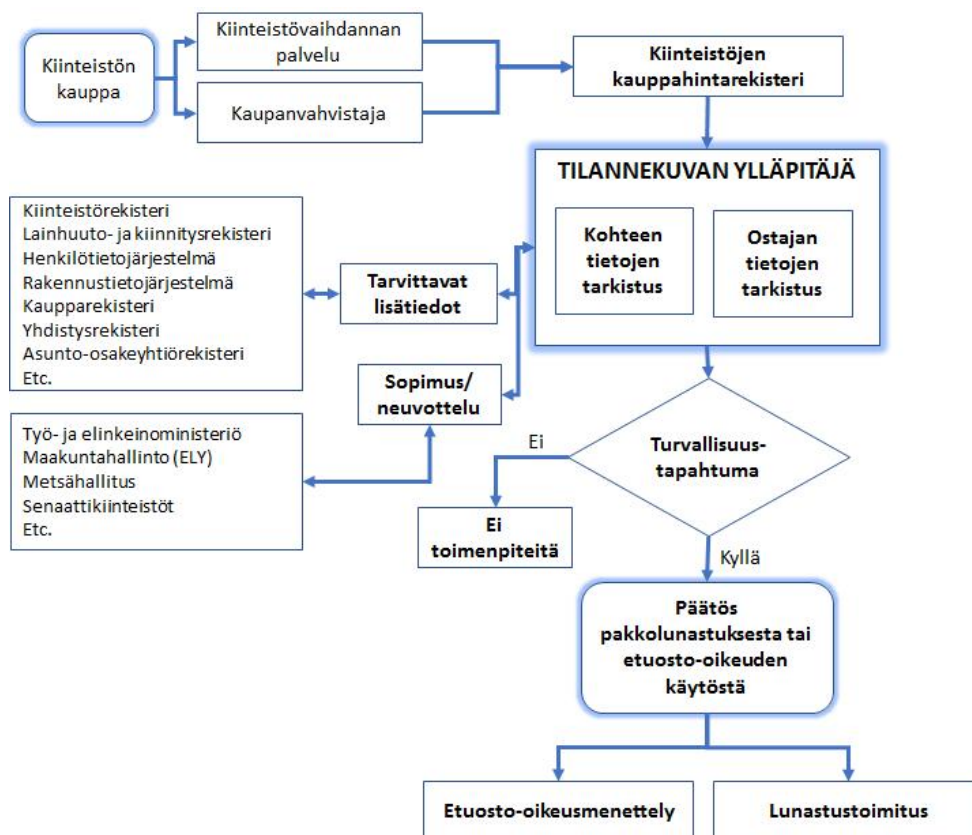 Kiinteistön
kauppa
Kiinteistövaihdannan
palvelu
Kaupanvahvistaja
Kiinteistöjen
kauppahintarekisteri
TILANNEKUVAN YLLÄPITÄJÄ
Kohteen
tietojen
tarkistus
Ostajan
tietojen
tarkistus
Kiinteistörekisteri
Lainhuuto- ja kiinnitysrekisteri
Henkilötietojärjestelmä
Rakennustietojärjestelmä
Kaupparekisteri
Yhdistysrekisteri
Asunto-osakeyhtiörekisteri
Etc.
Tarvittavat
lisätiedot
Sopimus/
neuvottelu
Työ- ja elinkeinoministeriö
Maakuntahallinto (ELY)
Metsähallitus
Senaattikiinteistöt
Etc.
Turvallisuus-
tapahtuma
Ei
Ei
toimenpiteitä
Kyllä
Päätös
pakkolunastuksesta tai
etuosto-oikeuden
käytöstä
Etuosto-oikeusmenettely
Lunastustoimitus